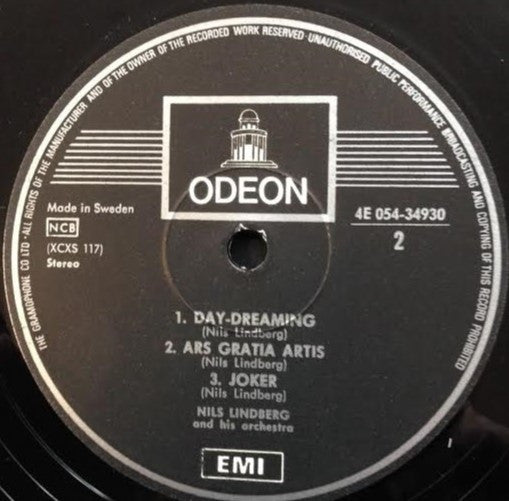 THE GRAMOPHONE CO LTD · ALL RIGHTS OF THE MANUFACTURER AND OF THE OWNER OF THE RECORDED WORK RESERVED · UNAUTHORISED PUBLIC PERFORMANCE BROADCASTING AND COPYING OF THIS RECORD PROHIBITED
ODEON
Made in Sweden
NCB
(XCXS 117)
Stereo
4E 054-34930
2
1. DAY-DREAMING
(Nils Lindberg)
2. ARS GRATIA ARTIS
(Nils Lindberg)
3. JOKER
(Nils Lindberg)
NILS LINDBERG
and his orchestra
EMI